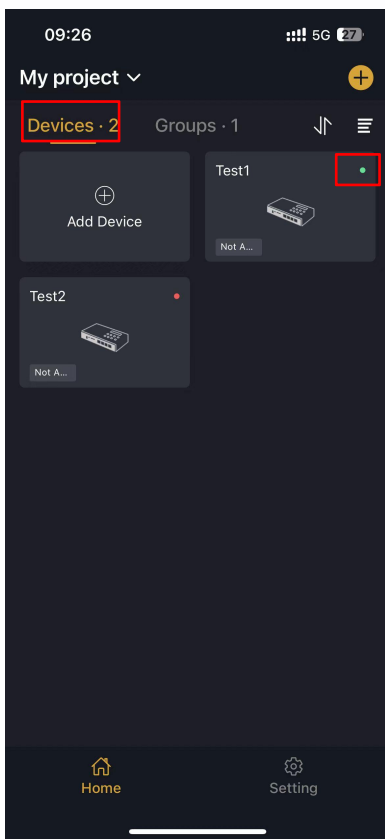 09:26 5G 27
My project
Devices · 2 Groups · 1
Test1
Add Device
Not A...
Test2
Not A...
Home Setting